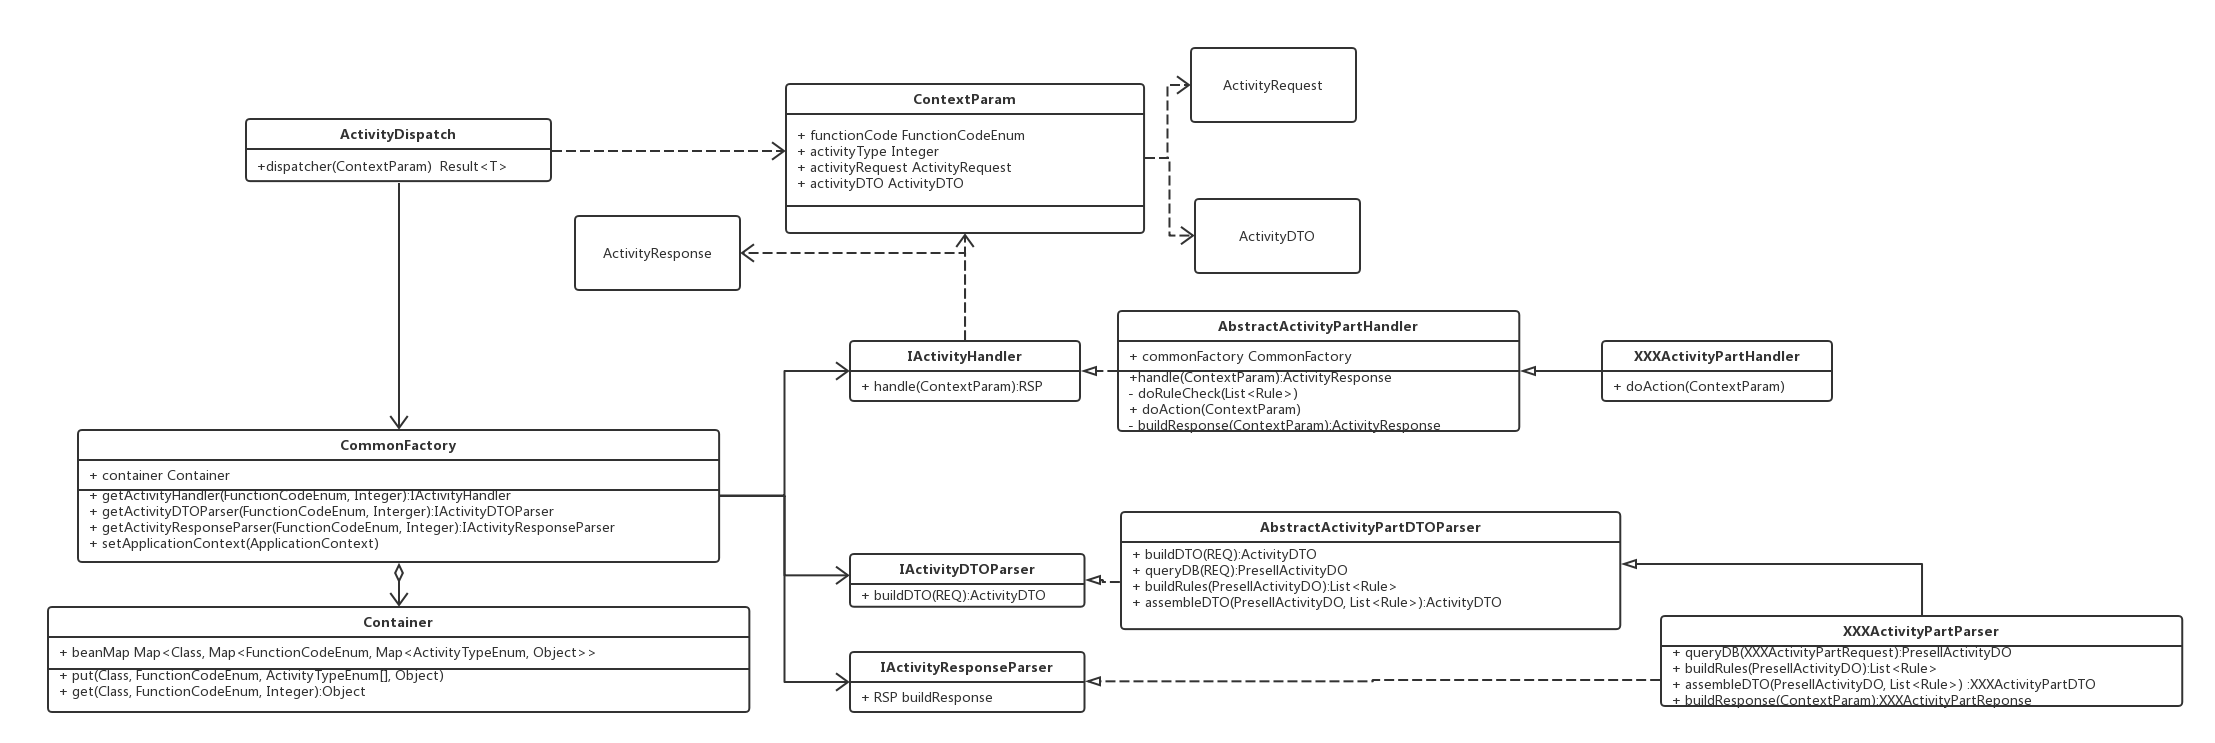 ActivityRequest
ContextParam
+ functionCode FunctionCodeEnum
+ activityType Integer
+ activityRequest ActivityRequest
+ activityDTO ActivityDTO
ActivityDispatch
+dispatcher(ContextParam)  Result<T>
ActivityResponse
ActivityDTO
IActivityHandler
+ handle(ContextParam):RSP
AbstractActivityPartHandler
+ commonFactory CommonFactory
+handle(ContextParam):ActivityResponse
- doRuleCheck(List<Rule>)
+ doAction(ContextParam)
- buildResponse(ContextParam):ActivityResponse
XXXActivityPartHandler
+ doAction(ContextParam)
CommonFactory
+ container Container
+ getActivityHandler(FunctionCodeEnum, Integer):IActivityHandler
+ getActivityDTOParser(FunctionCodeEnum, Interger):IActivityDTOParser
+ getActivityResponseParser(FunctionCodeEnum, Integer):IActivityResponseParser
+ setApplicationContext(ApplicationContext)
IActivityDTOParser
+ buildDTO(REQ):ActivityDTO
AbstractActivityPartDTOParser
+ buildDTO(REQ):ActivityDTO
+ queryDB(REQ):PresellActivityDO
+ buildRules(PresellActivityDO):List<Rule>
+ assembleDTO(PresellActivityDO, List<Rule>):ActivityDTO
Container
+ beanMap Map<Class, Map<FunctionCodeEnum, Map<ActivityTypeEnum, Object>>
+ put(Class, FunctionCodeEnum, ActivityTypeEnum[], Object)
+ get(Class, FunctionCodeEnum, Integer):Object
IActivityResponseParser
+ RSP buildResponse
XXXActivityPartParser
+ queryDB(XXXActivityPartRequest):PresellActivityDO
+ buildRules(PresellActivityDO):List<Rule>
+ assembleDTO(PresellActivityDO, List<Rule>) :XXXActivityPartDTO
+ buildResponse(ContextParam):XXXActivityPartReponse